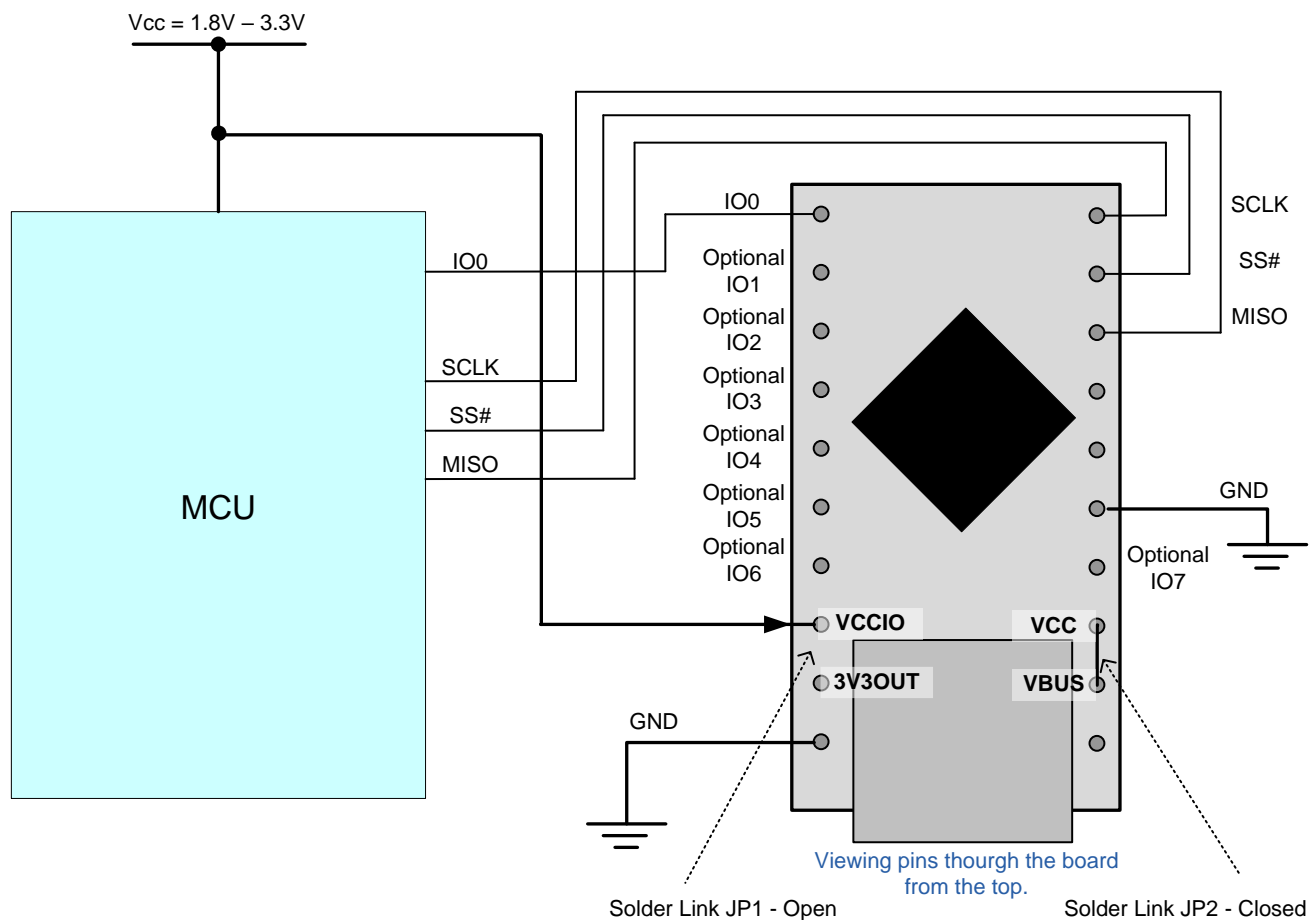 Vcc = 1.8V – 3.3V
IO0
SCLK
SS#
MISO
MCU
IO0
Optional
IO1
Optional
IO2
Optional
IO3
Optional
IO4
Optional
IO5
Optional
IO6
VCCIO
3V3OUT
GND
SCLK
SS#
MISO
GND
Optional
IO7
VCC
VBUS
Viewing pins thourgh the board
from the top.
Solder Link JP1 - Open
Solder Link JP2 - Closed